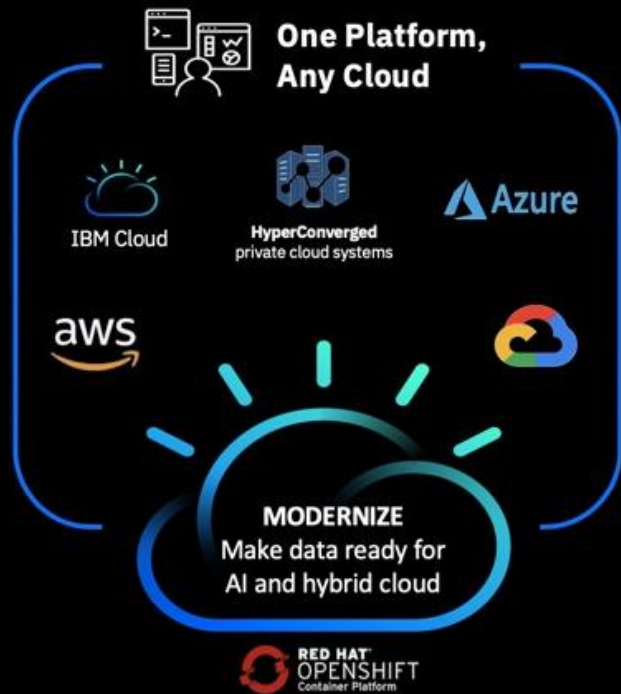 One Platform,
Any Cloud
IBM Cloud
HyperConverged
private cloud systems
Azure
aws
MODERNIZE
Make data ready for
AI and hybrid cloud
RED HAT®
OPENSHIFT
Container Platform